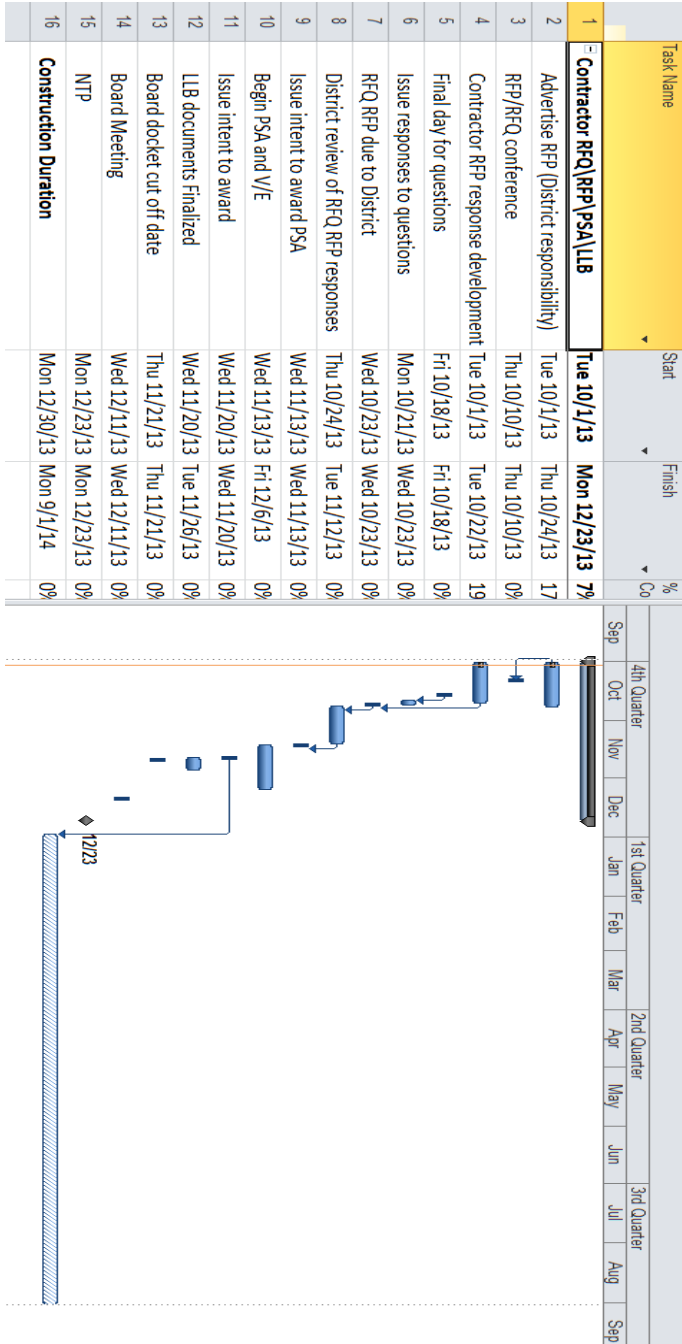 Task Name Start Finish % Co
1 Contractor RFQ\RFP\PSA\LLB Tue 10/1/13 Mon 12/23/13 7%
2 Advertise RFP (District responsibility) Tue 10/1/13 Thu 10/24/13 17
3 RFP/RFQ conference Thu 10/10/13 Thu 10/10/13 0%
4 Contractor RFP response development Tue 10/1/13 Tue 10/22/13 19
5 Final day for questions Fri 10/18/13 Fri 10/18/13 0%
6 Issue responses to questions Mon 10/21/13 Wed 10/23/13 0%
7 RFQ RFP due to District Wed 10/23/13 Wed 10/23/13 0%
8 District review of RFQ RFP responses Thu 10/24/13 Tue 11/12/13 0%
9 Issue intent to award PSA Wed 11/13/13 Wed 11/13/13 0%
10 Begin PSA and V/E Wed 11/13/13 Fri 12/6/13 0%
11 Issue intent to award Wed 11/20/13 Wed 11/20/13 0%
12 LLB documents Finalized Wed 11/20/13 Tue 11/26/13 0%
13 Board docket cut off date Thu 11/21/13 Thu 11/21/13 0%
14 Board Meeting Wed 12/11/13 Wed 12/11/13 0%
15 NTP Mon 12/23/13 Mon 12/23/13 0%
16 Construction Duration Mon 12/30/13 Mon 9/1/14 0%
4th Quarter 1st Quarter 2nd Quarter 3rd Quarter
Sep Oct Nov Dec Jan Feb Mar Apr May Jun Jul Aug Sep
12/23